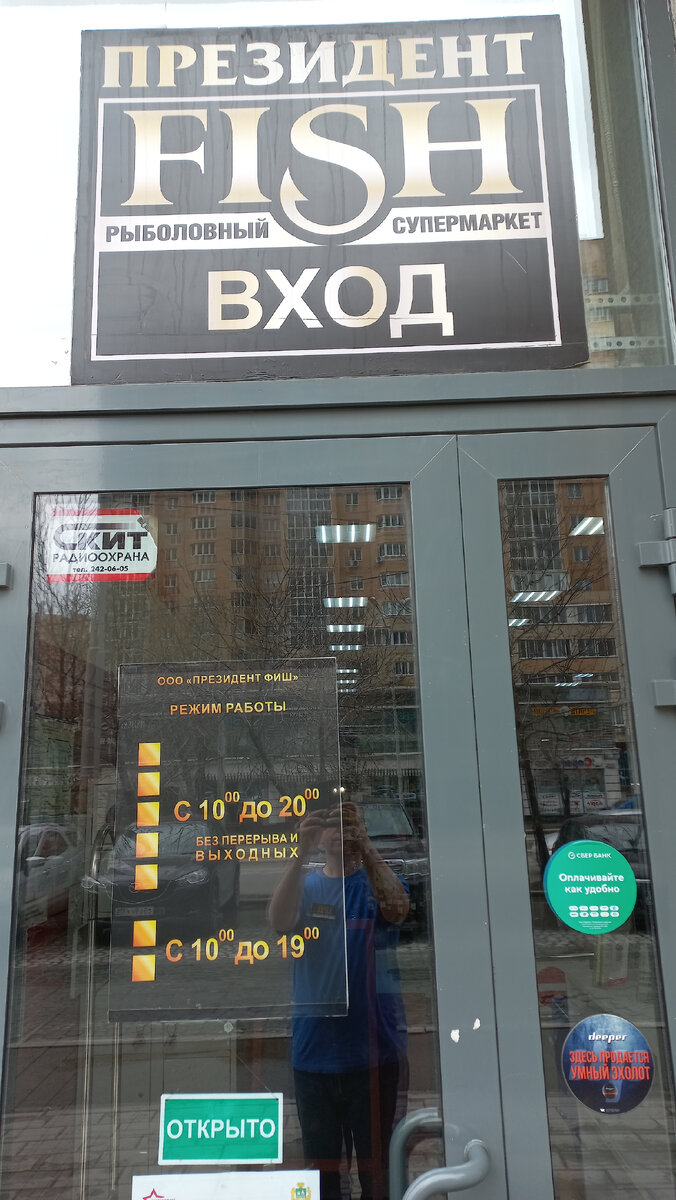 ПРЕЗИДЕНТ
FISH
РЫБОЛОВНЫЙ СУПЕРМАРКЕТ
ВХОД
СКИТ
РАДИООХРАНА
тел. 242-06-05
ООО «ПРЕЗИДЕНТ ФИШ»
РЕЖИМ РАБОТЫ
С 10⁰⁰ ДО 20⁰⁰
БЕЗ ПЕРЕРЫВА И
ВЫХОДНЫХ
С 10⁰⁰ ДО 19⁰⁰
СБЕР БАНК
Оплачивайте
как удобно
deeper
ЗДЕСЬ ПРОДАЕТСЯ
УМНЫЙ ЭХОЛОТ
ОТКРЫТО